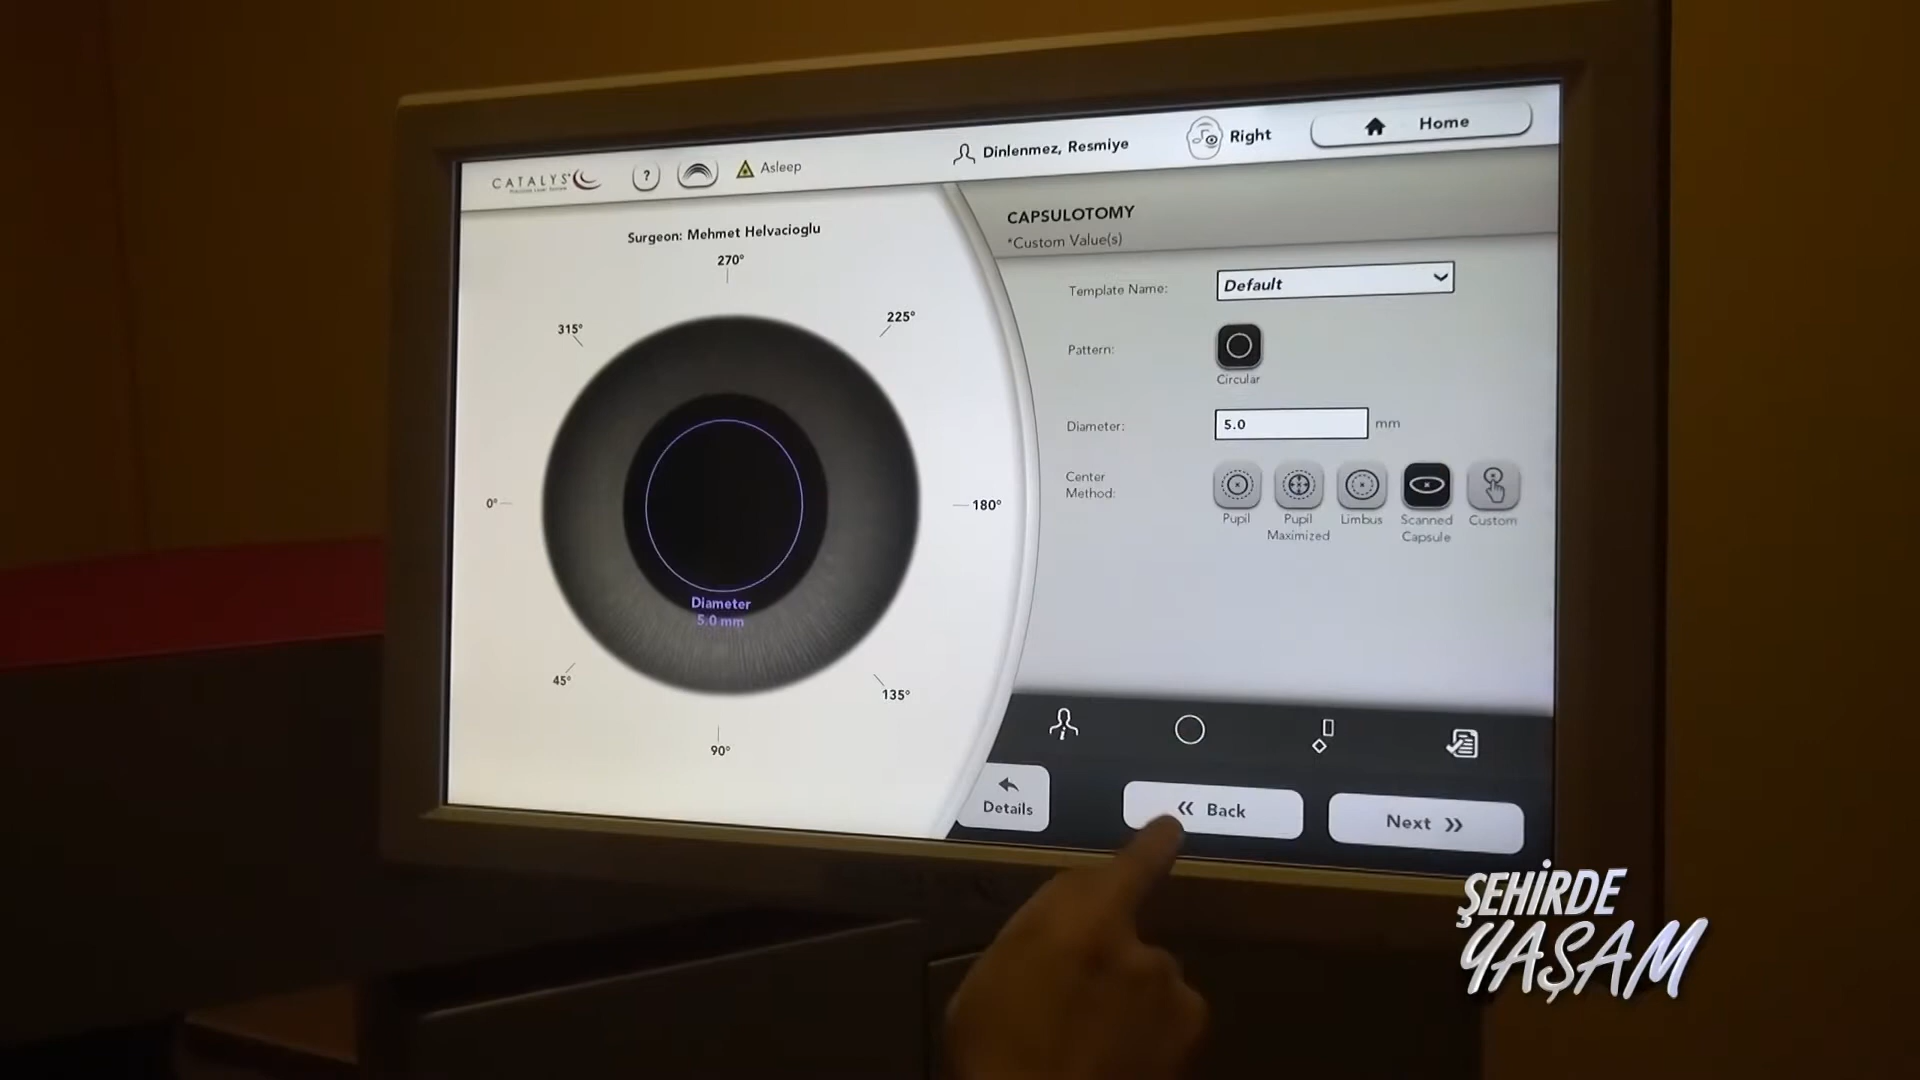 CATALYS
?
Asleep
Dinlenmez, Resmiye
Right
Home
Surgeon: Mehmet Helvacioglu
270°
315°
225°
0°
180°
Diameter
5.0 mm
45°
135°
90°
CAPSULOTOMY
*Custom Value(s)
Template Name:
Default
Pattern:
Circular
Diameter:
5.0
mm
Center
Method:
Pupil
Pupil
Maximized
Limbus
Scanned
Capsule
Custom
Details
Back
Next
ŞEHİRDE
YAŞAM